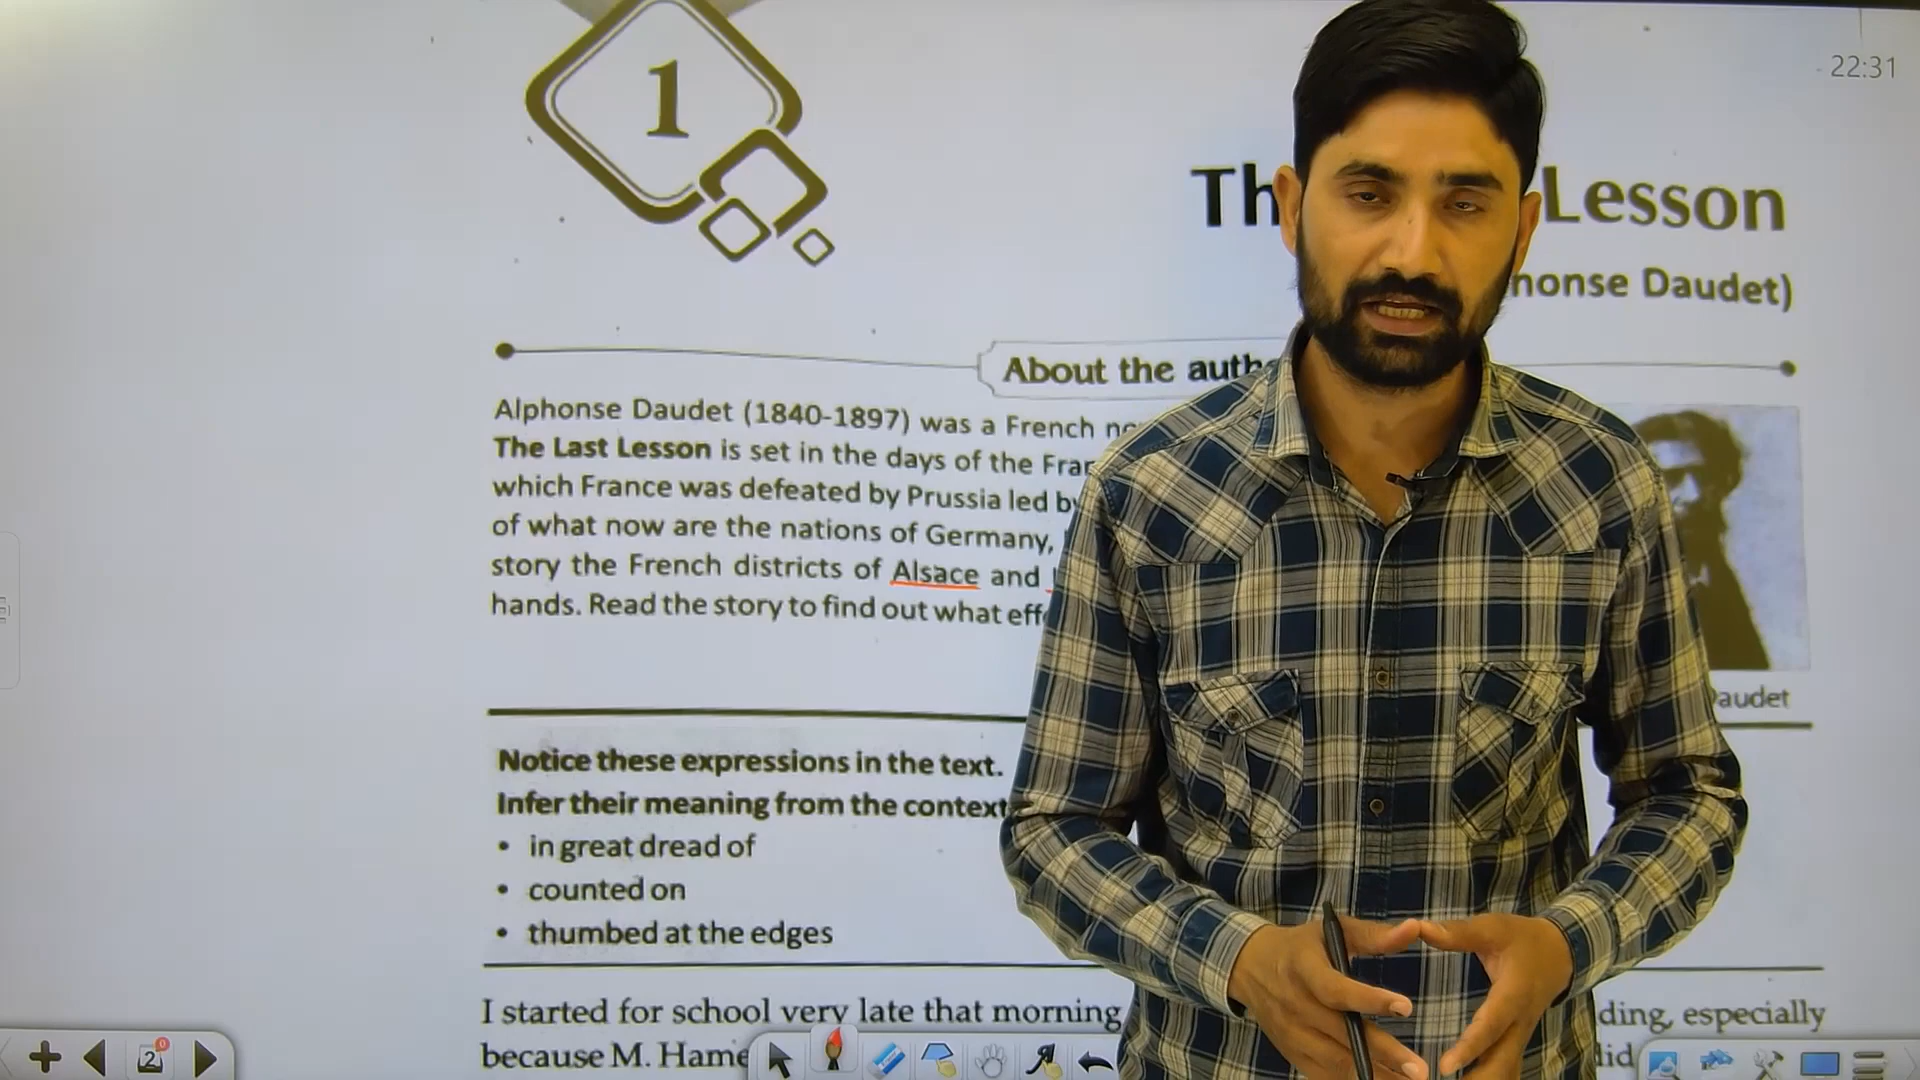 1
22:31
Th Lesson
nonse Daudet)
About the auth
Alphonse Daudet (1840-1897) was a French
The Last Lesson is set in the days of the
which France was defeated by Prussia led
of what now are the nations of Germany,
story the French districts of Alsace and
hands. Read the story to find out what
Daudet
Notice these expressions in the text.
Infer their meaning from the context
• in great dread of
• counted on
• thumbed at the edges
I started for school very late that morning ding, especially
because M. Hame
2
0